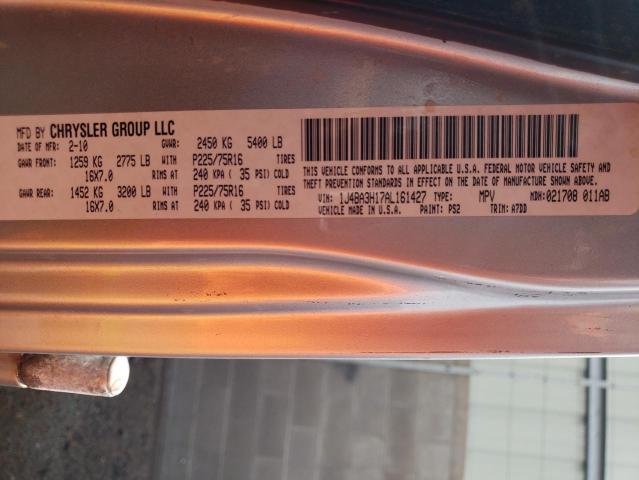 MFD BY CHRYSLER GROUP LLC
DATE OF MFR: 2-10 GVWR: 2450 KG 5400 LB
GAWR FRONT: 1259 KG 2775 LB WITH P225/75R16 TIRES
16X7.0 RIMS AT 240 KPA ( 35 PSI) COLD
GAWR REAR: 1452 KG 3200 LB WITH P225/75R16 TIRES
16X7.0 RIMS AT 240 KPA ( 35 PSI) COLD
THIS VEHICLE CONFORMS TO ALL APPLICABLE U.S.A. FEDERAL MOTOR VEHICLE SAFETY AND
THEFT PREVENTION STANDARDS IN EFFECT ON THE DATE OF MANUFACTURE SHOWN ABOVE.
VIN: 1J4BA3H17AL161427 TYPE: MPV MDH: 021708 011AB
VEHICLE MADE IN U.S.A. PAINT: PS2 TRIM: A7DD